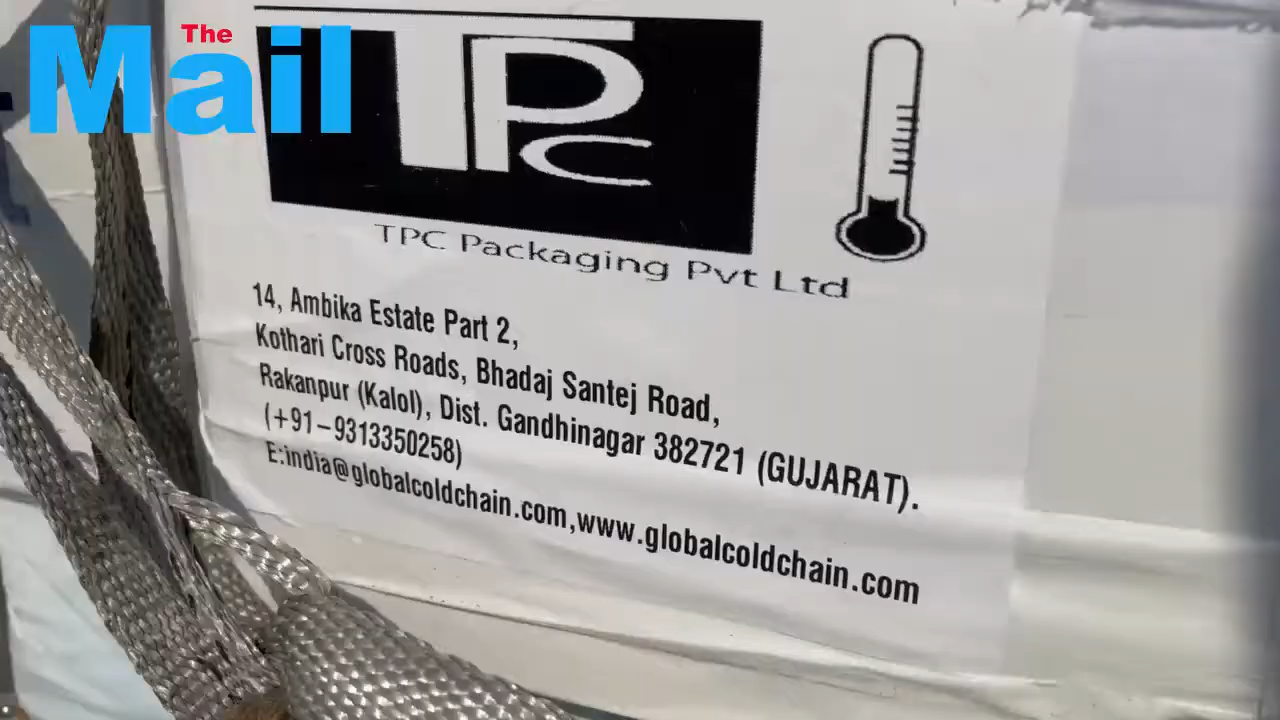 The
Mail
TPC
TPC Packaging Pvt Ltd
14, Ambika Estate Part 2,
Kothari Cross Roads, Bhadaj Santej Road,
Rakanpur (Kalol), Dist. Gandhinagar 382721 (GUJARAT).
(+91-9313350258)
E:india@globalcoldchain.com,www.globalcoldchain.com